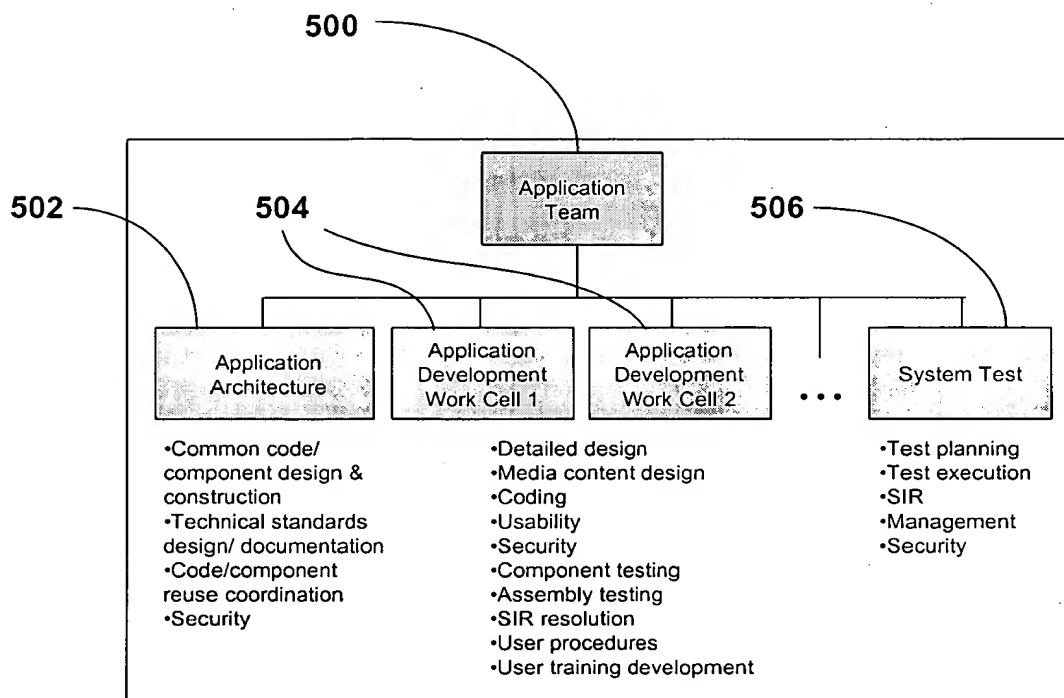 500
502
504
506
Application
Team
Application
Architecture
Application
Development
Work Cell 1
Application
Development
Work Cell 2
...
System Test
•Common code/
component design &
construction
•Technical standards
design/ documentation
•Code/component
reuse coordination
•Security
•Detailed design
•Media content design
•Coding
•Usability
•Security
•Component testing
•Assembly testing
•SIR resolution
•User procedures
•User training development
•Test planning
•Test execution
•SIR
•Management
•Security